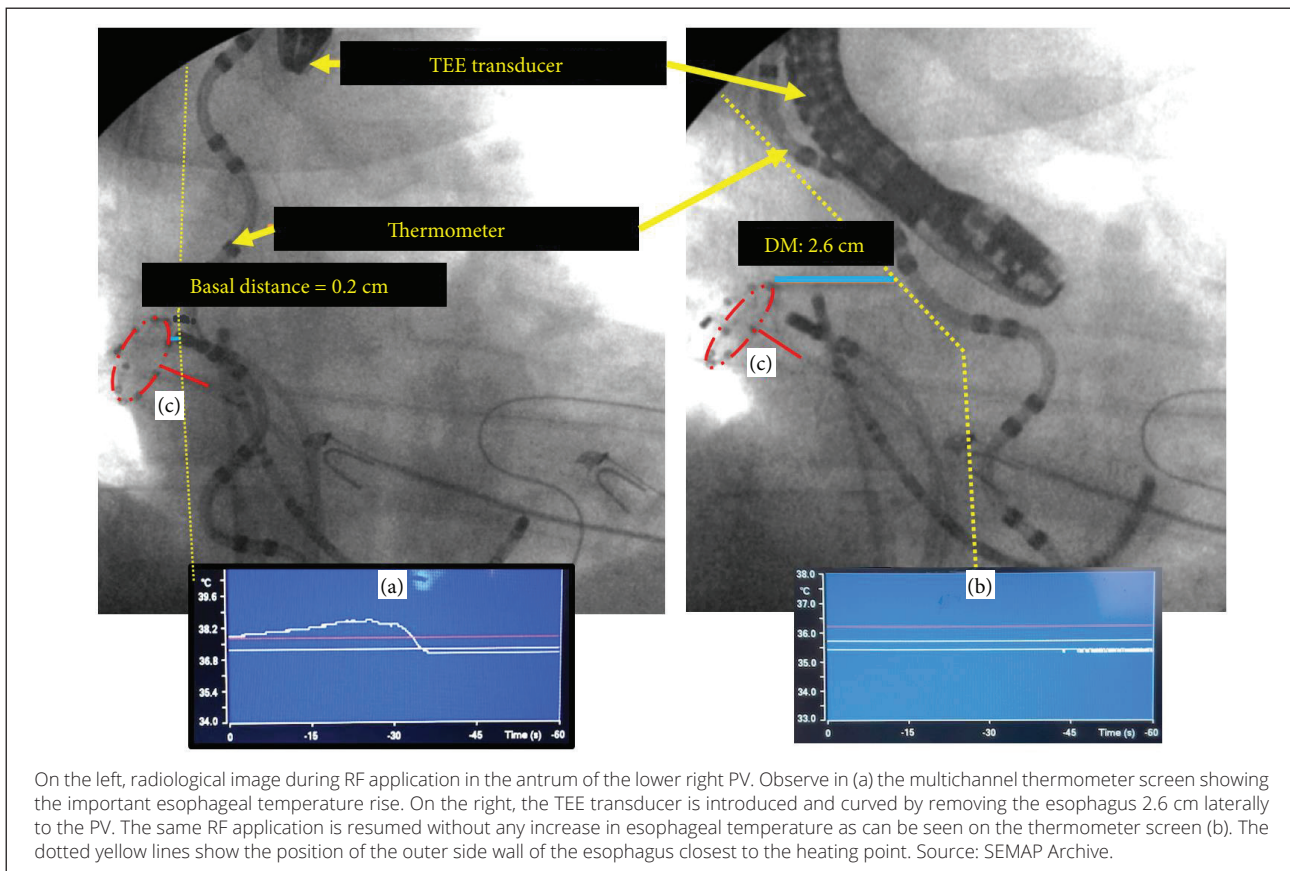 TEE transducer
Thermometer
Basal distance = 0.2 cm
DM: 2.6 cm
(c)
(c)
(a)
°C
39.6
38.2
36.8
35.4
34.0
0
-15
-30
-45
Time (s)
-60
(b)
38.0
°C
37.0
36.0
35.0
34.0
33.0
0
-15
-30
-45
Time (s)
-60
On the left, radiological image during RF application in the antrum of the lower right PV. Observe in (a) the multichannel thermometer screen showing
the important esophageal temperature rise. On the right, the TEE transducer is introduced and curved by removing the esophagus 2.6 cm laterally
to the PV. The same RF application is resumed without any increase in esophageal temperature as can be seen on the thermometer screen (b). The
dotted yellow lines show the position of the outer side wall of the esophagus closest to the heating point. Source: SEMAP Archive.